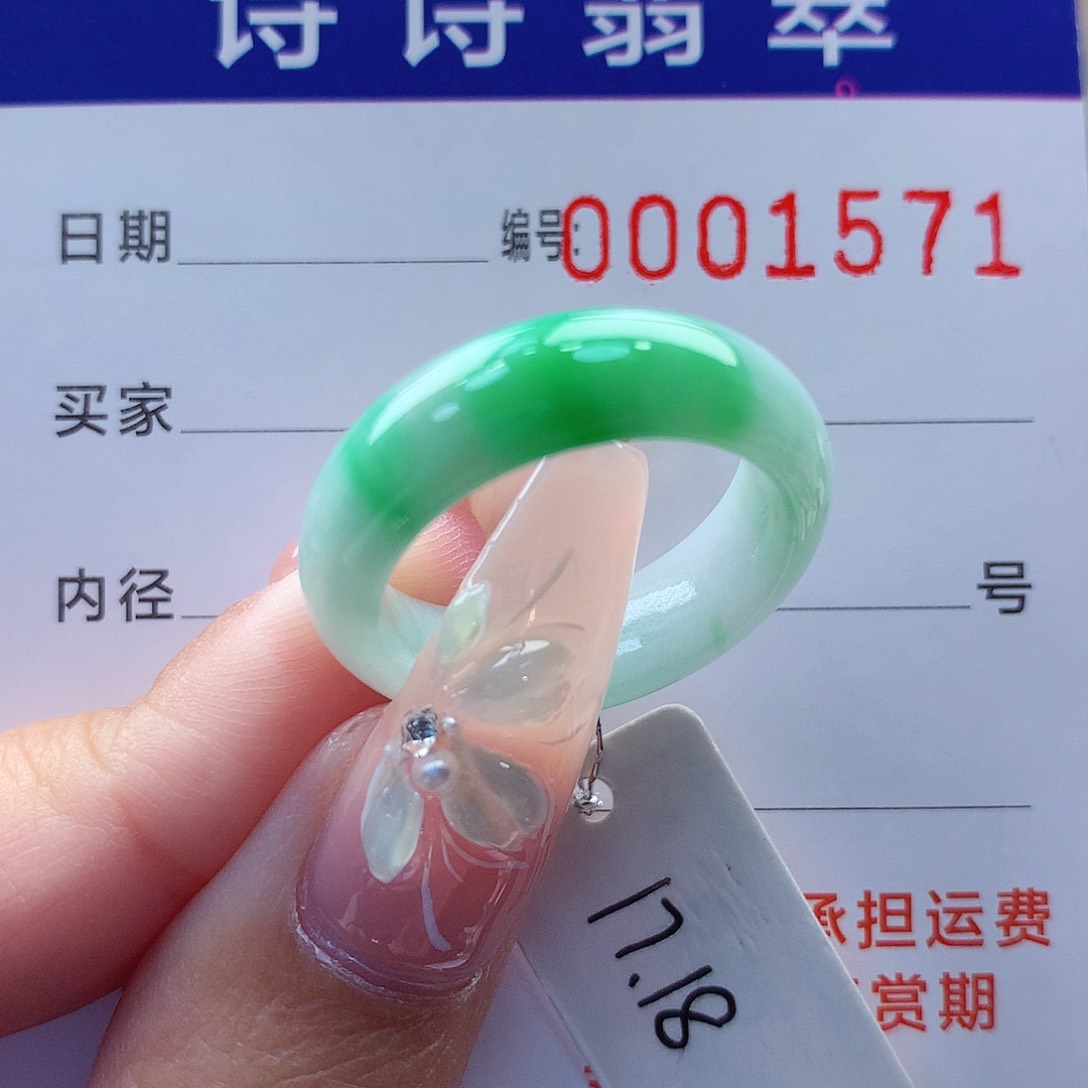 诗诗翡翠
日期 编号:0001571
买家
内径 号
17.18
承担运费
赏期